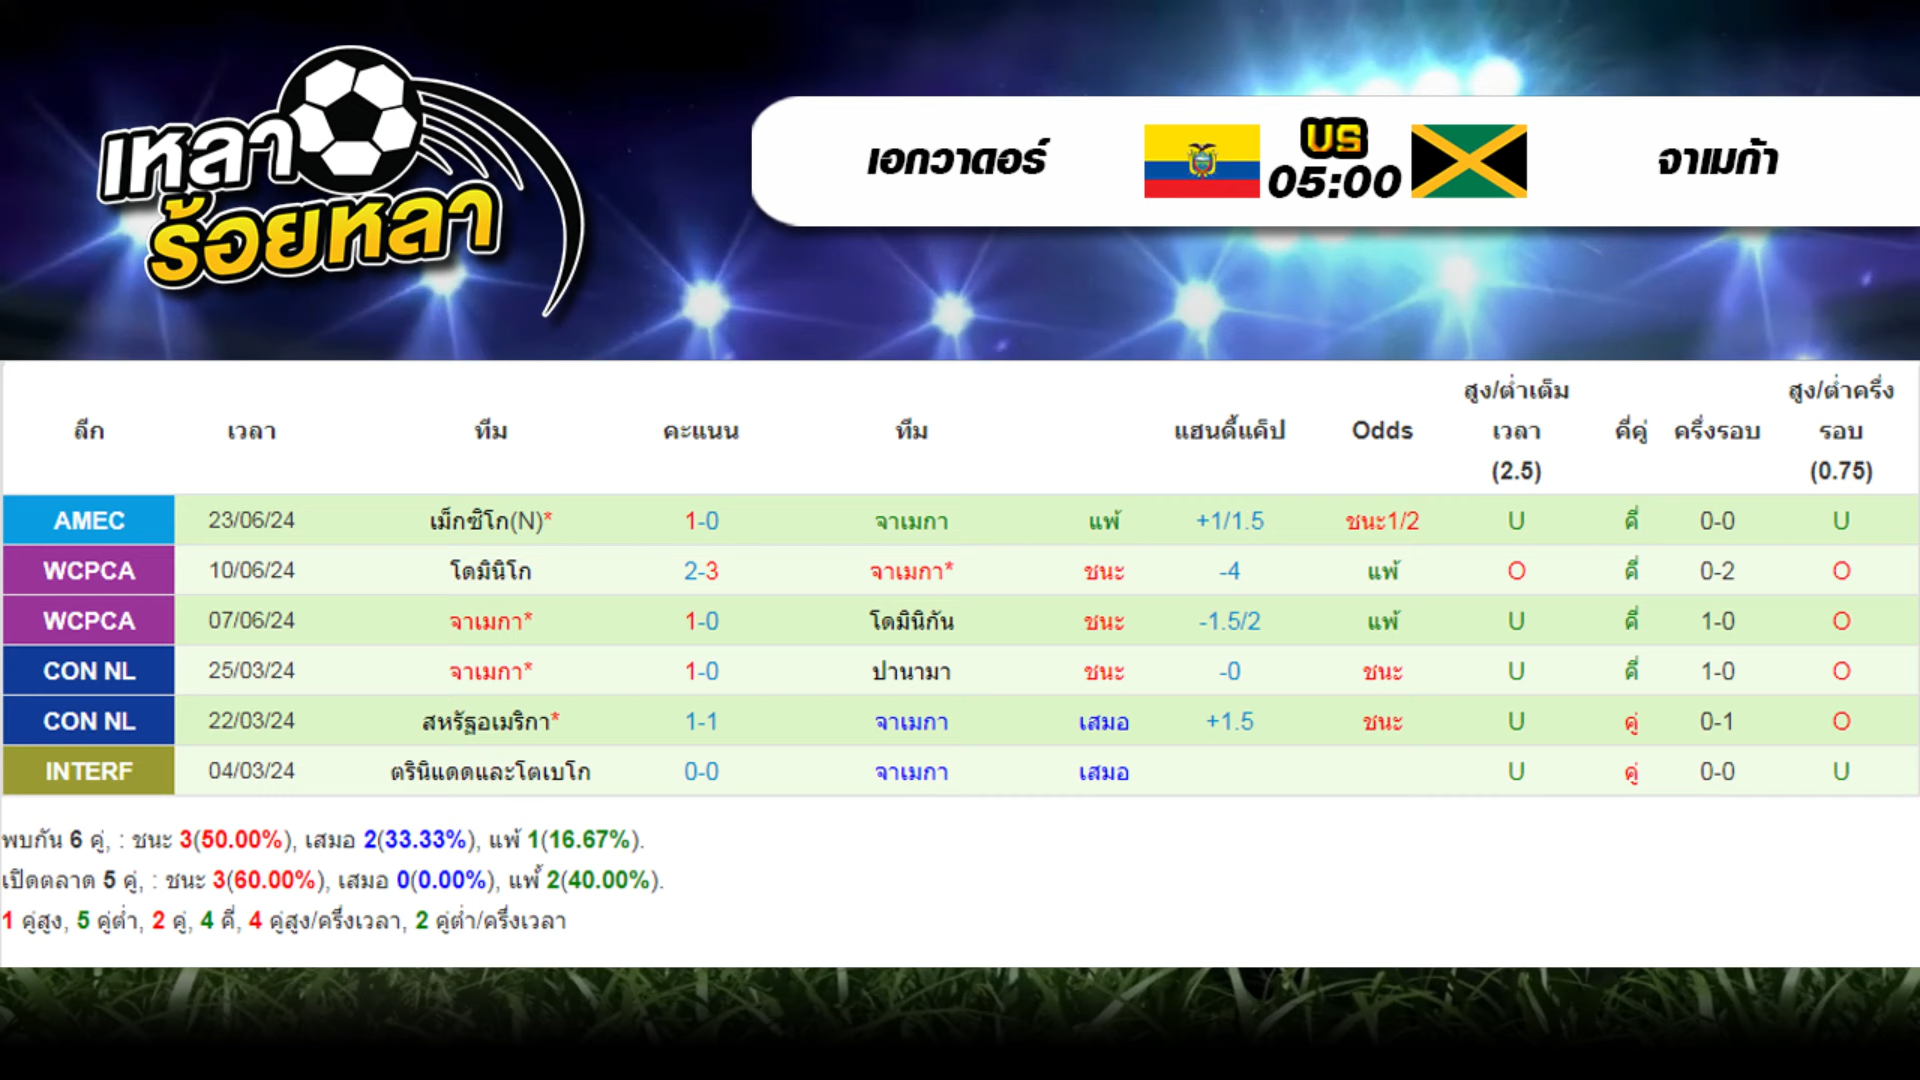 เหลา
ร้อยหลา
เอกวาดอร์ VS จาเมก้า
05:00
ลีก เวลา ทีม คะแนน ทีม แฮนดี้แค็ป Odds สูง/ต่ำเต็มเวลา (2.5) คี่คู่ ครึ่งรอบ สูง/ต่ำครึ่งรอบ (0.75)
AMEC 23/06/24 เม็กซิโก(N)* 1-0 จาเมกา แพ้ +1/1.5 ชนะ1/2 U คี่ 0-0 U
WCPCA 10/06/24 โดมินิโก 2-3 จาเมกา* ชนะ -4 แพ้ O คี่ 0-2 O
WCPCA 07/06/24 จาเมกา* 1-0 โดมินิกัน ชนะ -1.5/2 แพ้ U คี่ 1-0 O
CON NL 25/03/24 จาเมกา* 1-0 ปานามา ชนะ -0 ชนะ U คี่ 1-0 O
CON NL 22/03/24 สหรัฐอเมริกา* 1-1 จาเมกา เสมอ +1.5 ชนะ U คู่ 0-1 O
INTERF 04/03/24 ตรินิแดดและโตเบโก 0-0 จาเมกา เสมอ U คู่ 0-0 U
พบกัน 6 คู่, : ชนะ 3(50.00%), เสมอ 2(33.33%), แพ้ 1(16.67%).
เปิดตลาด 5 คู่, : ชนะ 3(60.00%), เสมอ 0(0.00%), แพ้ 2(40.00%).
1 คู่สูง, 5 คู่ต่ำ, 2 คู่, 4 คี่, 4 คู่สูง/ครึ่งเวลา, 2 คู่ต่ำ/ครึ่งเวลา